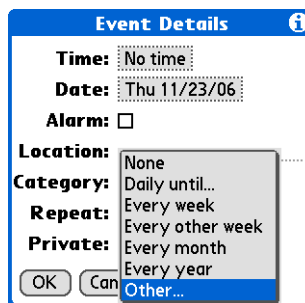 Event Details
Time: No time
Date: Thu 11/23/06
Alarm:
Location:
None
Category:
Daily until...
Every week
Repeat:
Every other week
Private:
Every month
Every year
OK
Other...